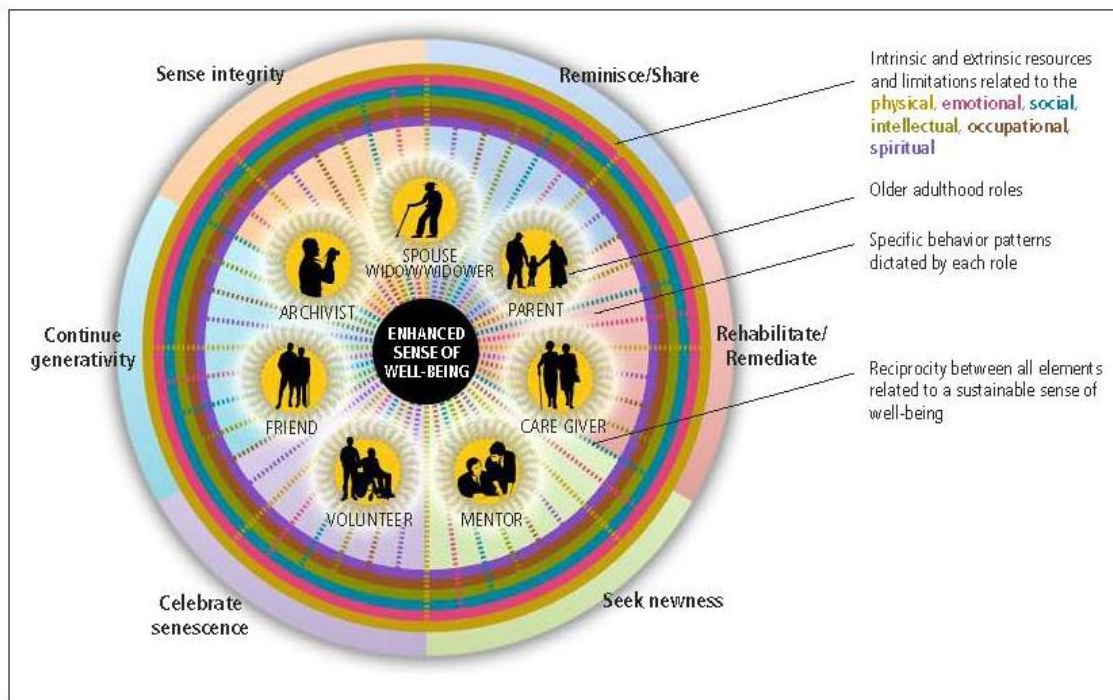 Sense integrity
Reminisce/Share
Intrinsic and extrinsic resources
and limitations related to the
physical, emotional, social,
intellectual, occupational,
spiritual
Older adulthood roles
Specific behavior patterns
dictated by each role
SPOUSE
WIDOW/WIDOWER
ARCHIVIST
PARENT
Continue
generativity
ENHANCED
SENSE OF
WELL-BEING
Rehabilitate/
Remediate
Reciprocity between all elements
related to a sustainable sense of
well-being
FRIEND
CARE GIVER
VOLUNTEER
MENTOR
Celebrate
senescence
Seek newness